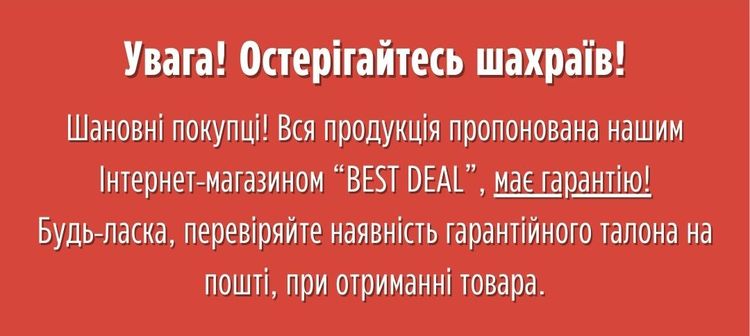 Увага! Остерігайтесь шахраїв!
Шановні покупці! Вся продукція пропонована нашим
Інтернет-магазином “BEST DEAL”, має гарантію!
Будь-ласка, перевіряйте наявність гарантійного талона на
пошті, при отриманні товара.